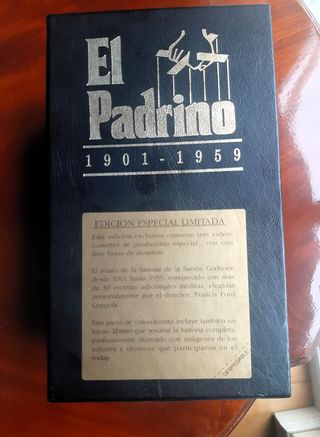 El
Padrino
1901-1959
EDICION ESPECIAL LIMITADA
Esta edición exclusiva contiene tres video-
cassettes de producción especial, con casi
siete horas de duración.
El relato de la historia de la familia Corleone
desde 1901 hasta 1959, enriquecido con más
de 30 escenas adicionales inéditas, elegidas
personalmente por el director, Francis Ford
Coppola.
Esta pieza de coleccionista incluye también un
lujoso libreto que resume la historia completa,
profusamente ilustrado con imágenes de los
actores y técnicos que participaron en el
rodaje.
DESPEGABLE